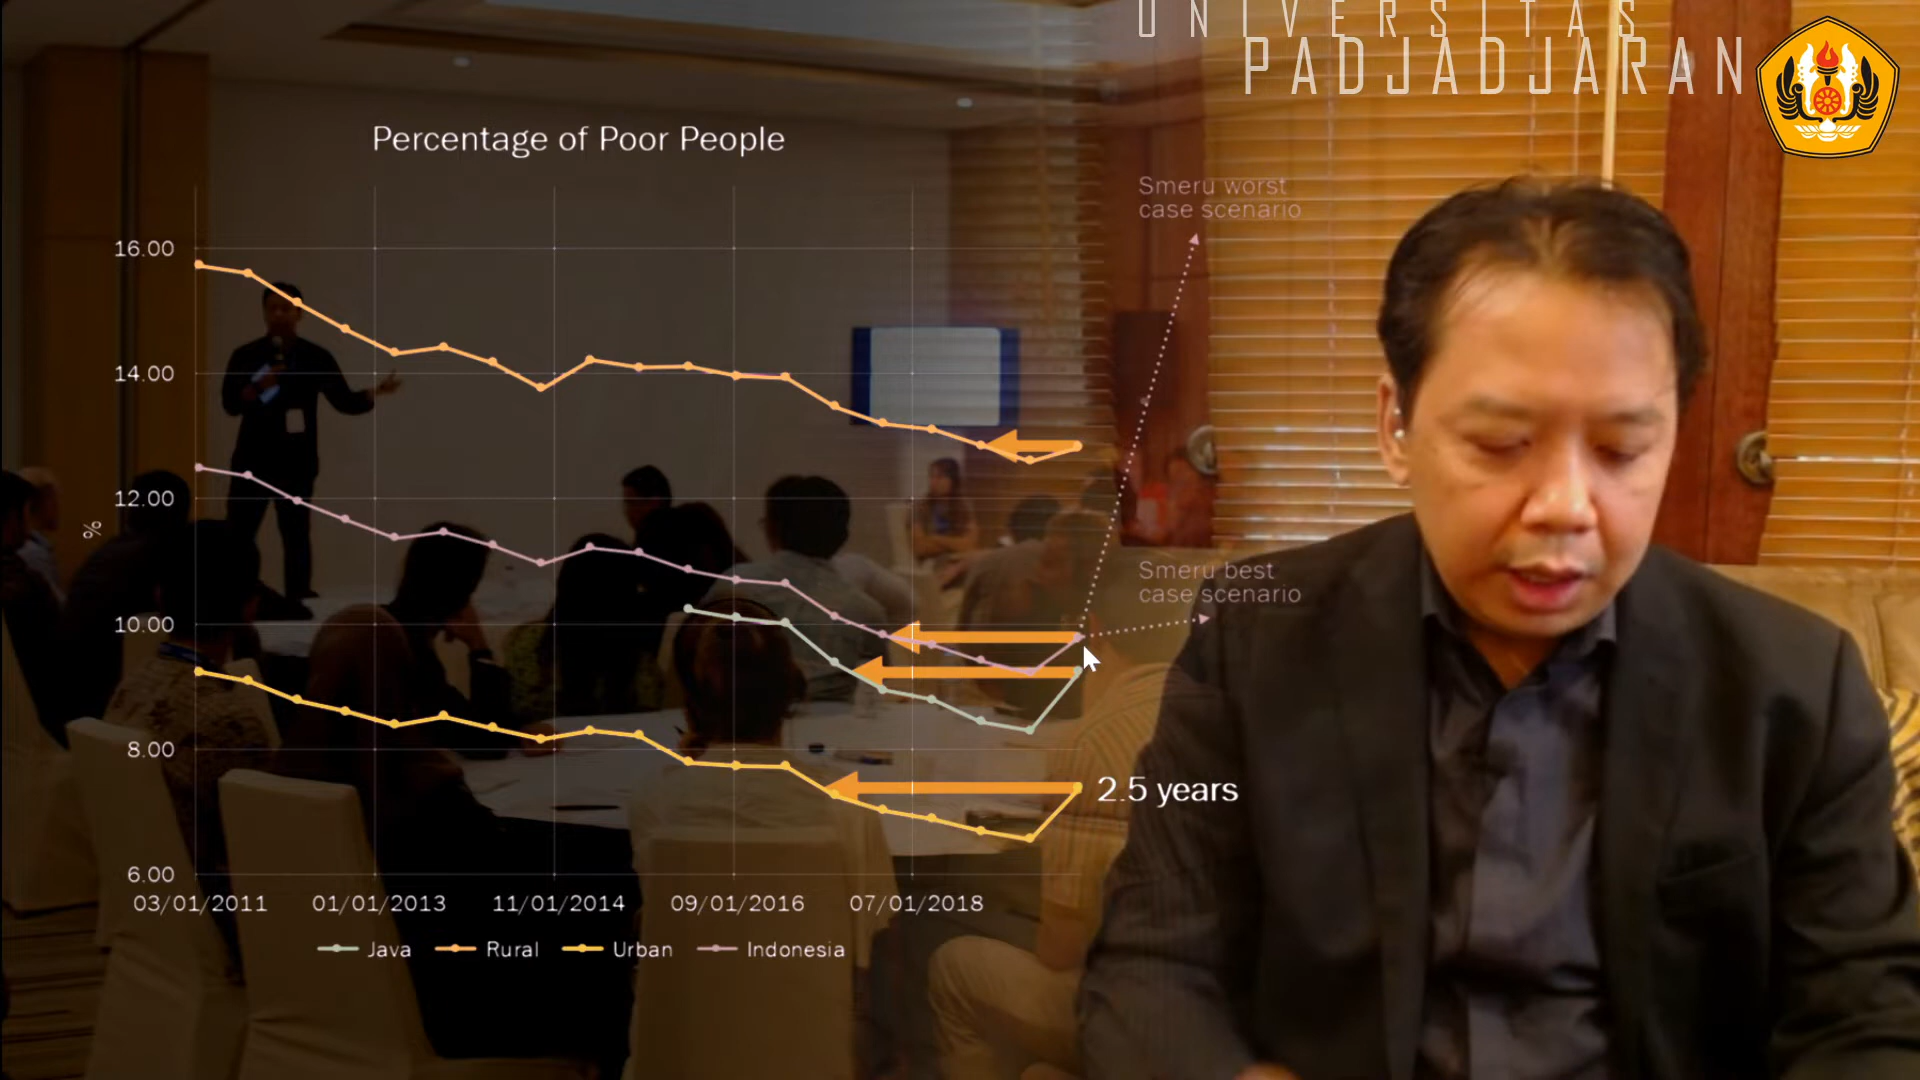 UNIVERSITAS
PADJADJARAN
Percentage of Poor People
Smeru worst
case scenario
16.00
14.00
12.00
%
Smeru best
case scenario
10.00
8.00
2.5 years
6.00
03/01/2011 01/01/2013 11/01/2014 09/01/2016 07/01/2018
Java Rural Urban Indonesia